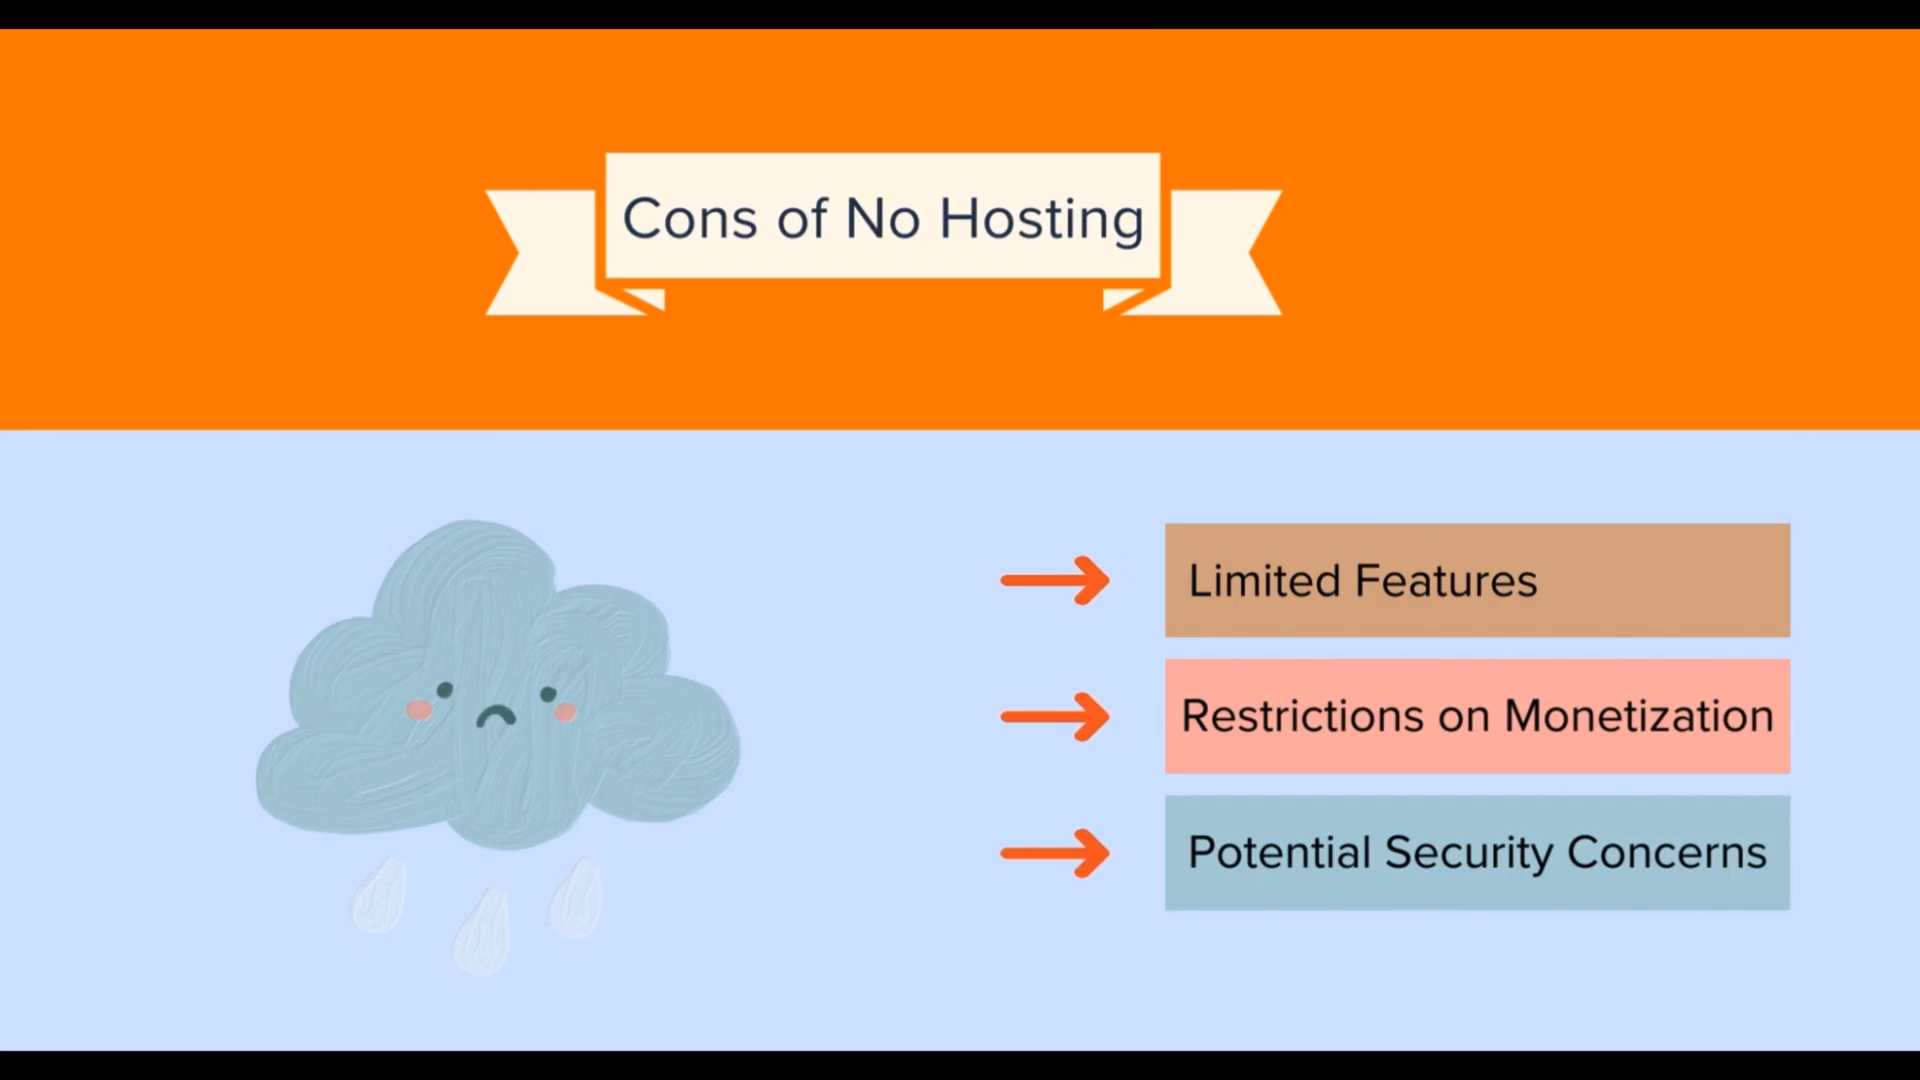 Cons of No Hosting
Limited Features
Restrictions on Monetization
Potential Security Concerns